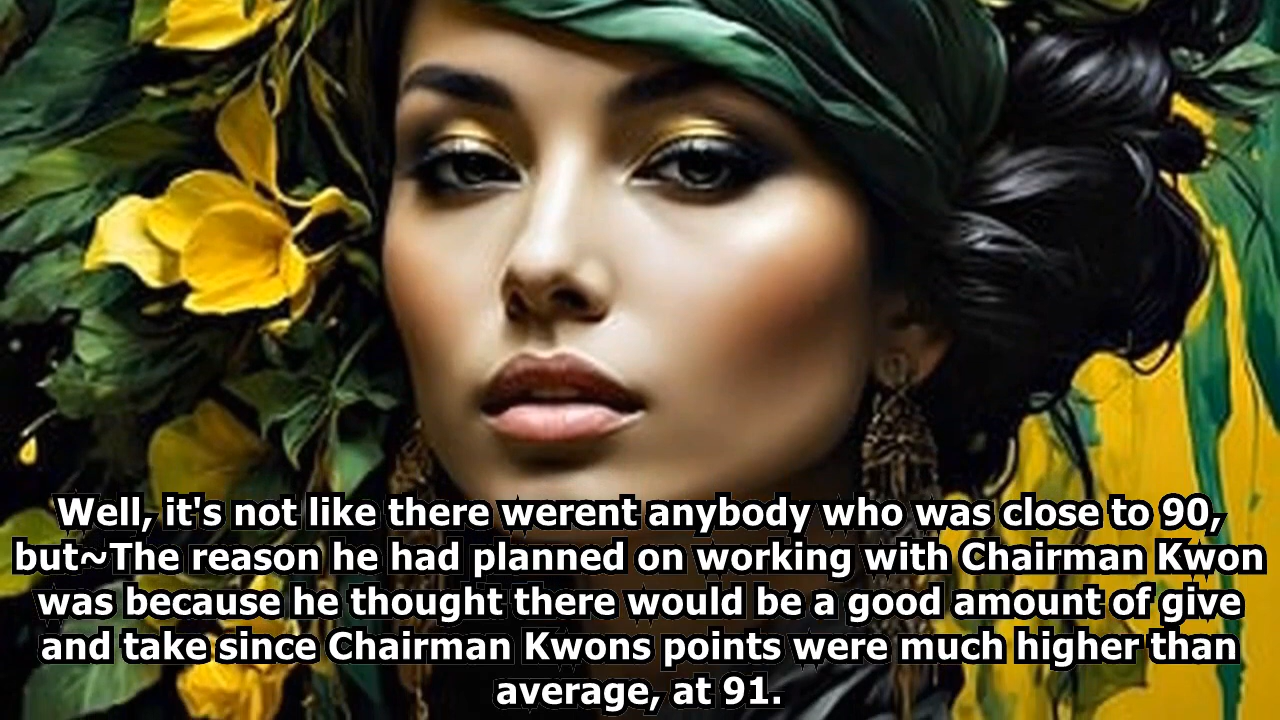 Well, it's not like there werent anybody who was close to 90,
but~The reason he had planned on working with Chairman Kwon
was because he thought there would be a good amount of give
and take since Chairman Kwons points were much higher than
average, at 91.